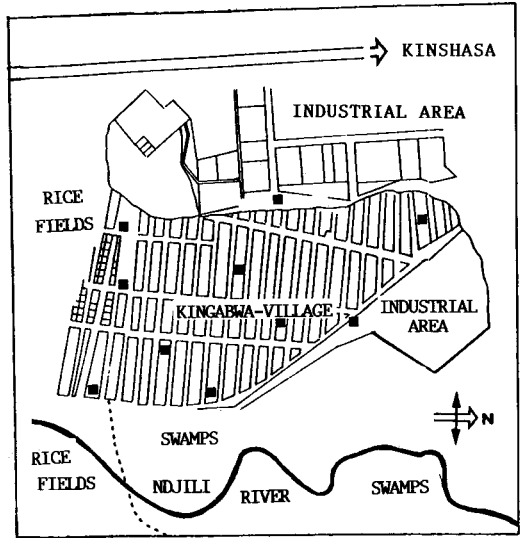 KINSHASA
INDUSTRIAL AREA
RICE
FIELDS
KINGABWA-VILLAGE
INDUSTRIAL
AREA
N
SWAMPS
RICE
FIELDS
NDJILI
RIVER
SWAMPS